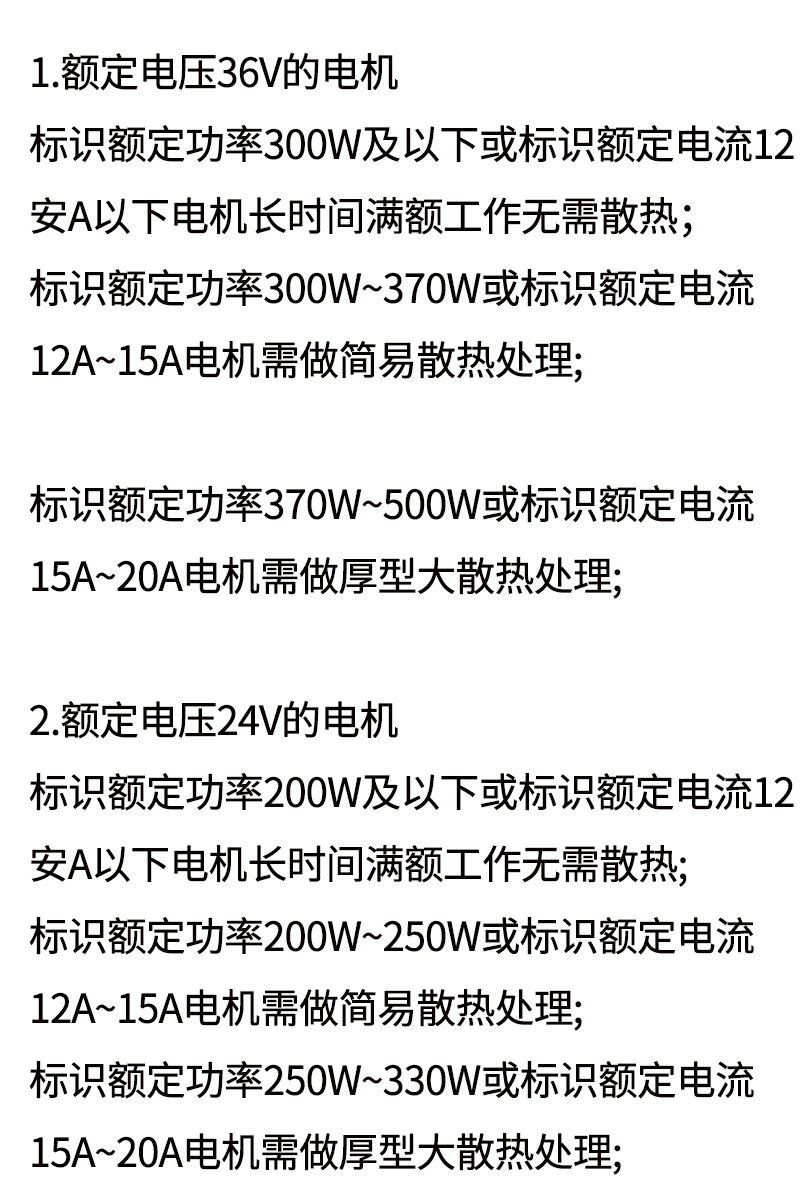 1.额定电压36V的电机
标识额定功率300W及以下或标识额定电流12
安A以下电机长时间满额工作无需散热；
标识额定功率300W~370W或标识额定电流
12A~15A电机需做简易散热处理;
标识额定功率370W~500W或标识额定电流
15A~20A电机需做厚型大散热处理;
2.额定电压24V的电机
标识额定功率200W及以下或标识额定电流12
安A以下电机长时间满额工作无需散热;
标识额定功率200W~250W或标识额定电流
12A~15A电机需做简易散热处理;
标识额定功率250W~330W或标识额定电流
15A~20A电机需做厚型大散热处理;